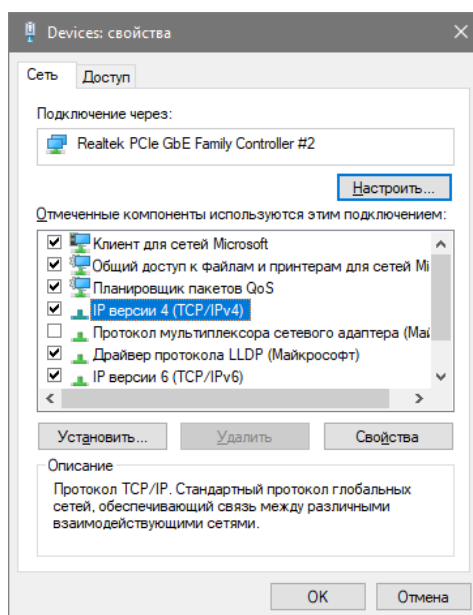 Devices: свойства
Сеть
Доступ
Подключение через:
Realtek PCIe GbE Family Controller #2
Настроить...
Отмеченные компоненты используются этим подключением:
Клиент для сетей Microsoft
Общий доступ к файлам и принтерам для сетей Mi
Планировщик пакетов QoS
IP версии 4 (TCP/IPv4)
Протокол мультиплексора сетевого адаптера (Май
Драйвер протокола LLDP (Майкрософт)
IP версии 6 (TCP/IPv6)
Установить...
Удалить
Свойства
Описание
Протокол TCP/IP. Стандартный протокол глобальных
сетей, обеспечивающий связь между различными
взаимодействующими сетями.
OK
Отмена